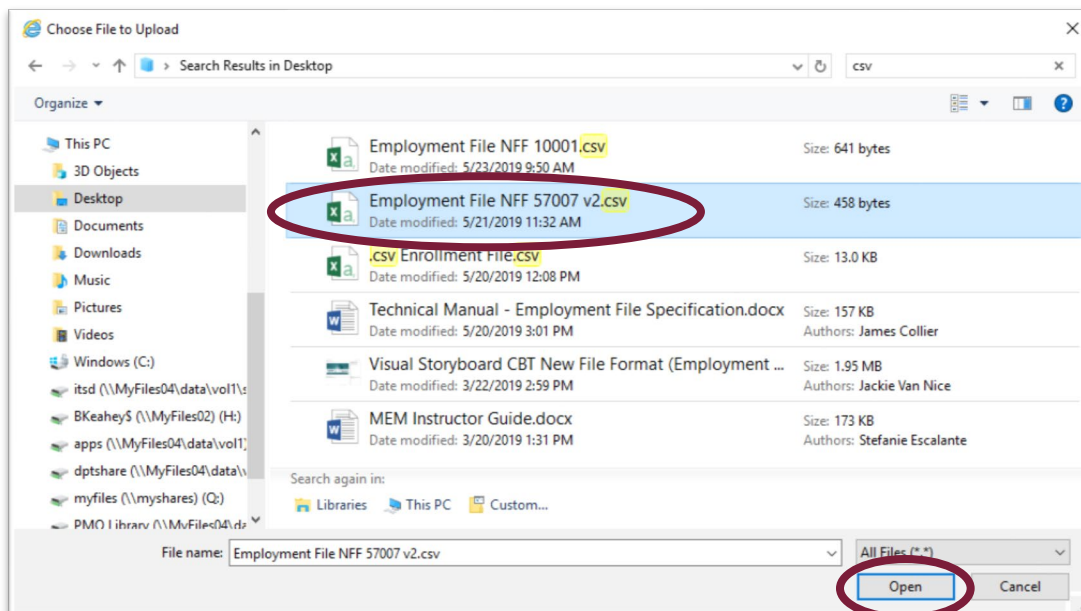 Choose File to Upload
Search Results in Desktop
csv
Organize
This PC
3D Objects
Desktop
Documents
Downloads
Music
Pictures
Videos
Windows (C:)
itsd (\\MyFiles04\data\vol1\s
BKeahey$ (\\MyFiles02) (H:)
apps (\\MyFiles04\data\vol1)
dptshare (\\MyFiles04\data\v
myfiles (\\myshares) (Q:)
PMO Library (\\MyFiles04\da
Employment File NFF 10001.csv
Date modified: 5/23/2019 9:50 AM
Size: 641 bytes
Employment File NFF 57007 v2.csv
Date modified: 5/21/2019 11:32 AM
Size: 458 bytes
.csv Enrollment File.csv
Date modified: 5/20/2019 12:08 PM
Size: 13.0 KB
Technical Manual - Employment File Specification.docx
Date modified: 5/20/2019 3:01 PM
Size: 157 KB
Authors: James Collier
Visual Storyboard CBT New File Format (Employment ...
Date modified: 3/22/2019 2:59 PM
Size: 1.95 MB
Authors: Jackie Van Nice
MEM Instructor Guide.docx
Date modified: 3/20/2019 1:31 PM
Size: 173 KB
Authors: Stefanie Escalante
Search again in:
Libraries This PC Custom...
File name: Employment File NFF 57007 v2.csv
All Files (*.*)
Open Cancel